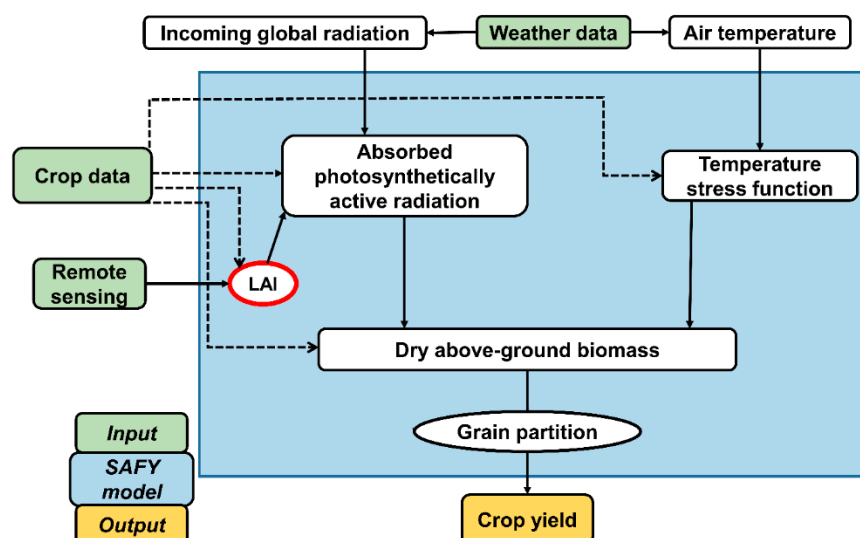 Incoming global radiation
Weather data
Air temperature
Crop data
Absorbed
photosynthetically
active radiation
Temperature
stress function
Remote
sensing
LAI
Dry above-ground biomass
Grain partition
Input
SAFY
model
Output
Crop yield